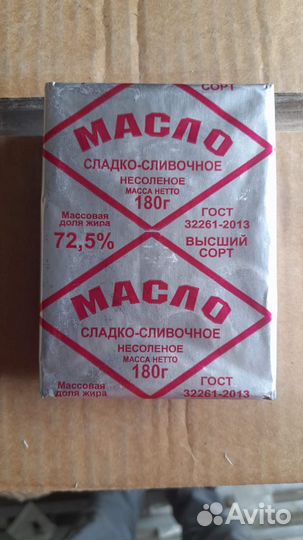 СОРТ
МАСЛО
СЛАДКО-СЛИВОЧНОЕ
НЕСОЛЕНОЕ
МАССА НЕТТО
180г
Массовая
доля жира
72,5%
ГОСТ
32261-2013
ВЫСШИЙ
СОРТ
МАСЛО
СЛАДКО-СЛИВОЧНОЕ
НЕСОЛЕНОЕ
МАССА НЕТТО
180г
Массовая
доля жира
ГОСТ
32261-2013
Avito